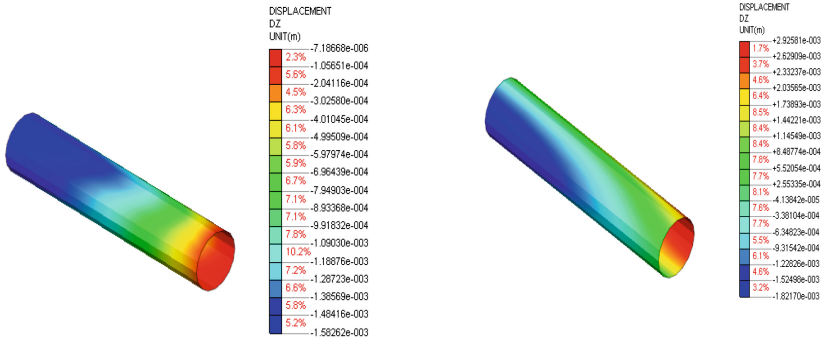 DISPLACEMENT
DZ
UNIT(m)
-7.18668e-006
2.3%
-1.05651e-004
5.6%
-2.04116e-004
4.5%
-3.02580e-004
6.3%
-4.01045e-004
6.1%
-4.99509e-004
5.8%
-5.97974e-004
5.9%
-6.96439e-004
6.7%
-7.94903e-004
7.1%
-8.93368e-004
7.1%
-9.91832e-004
7.8%
-1.09030e-003
10.2%
-1.18876e-003
7.2%
-1.28723e-003
6.6%
-1.38569e-003
5.8%
-1.48416e-003
5.2%
-1.58262e-003
DISPLACEMENT
DZ
UNIT(m)
+2.92581e-003
1.7%
+2.62909e-003
3.7%
+2.33237e-003
4.6%
+2.03565e-003
6.4%
+1.73893e-003
8.5%
+1.44221e-003
8.4%
+1.14549e-003
8.4%
+8.48774e-004
7.8%
+5.52054e-004
7.7%
+2.55335e-004
8.1%
-4.13842e-005
7.6%
-3.38104e-004
7.7%
-6.34823e-004
5.5%
-9.31542e-004
6.1%
-1.22826e-003
4.6%
-1.52498e-003
3.2%
-1.82170e-003